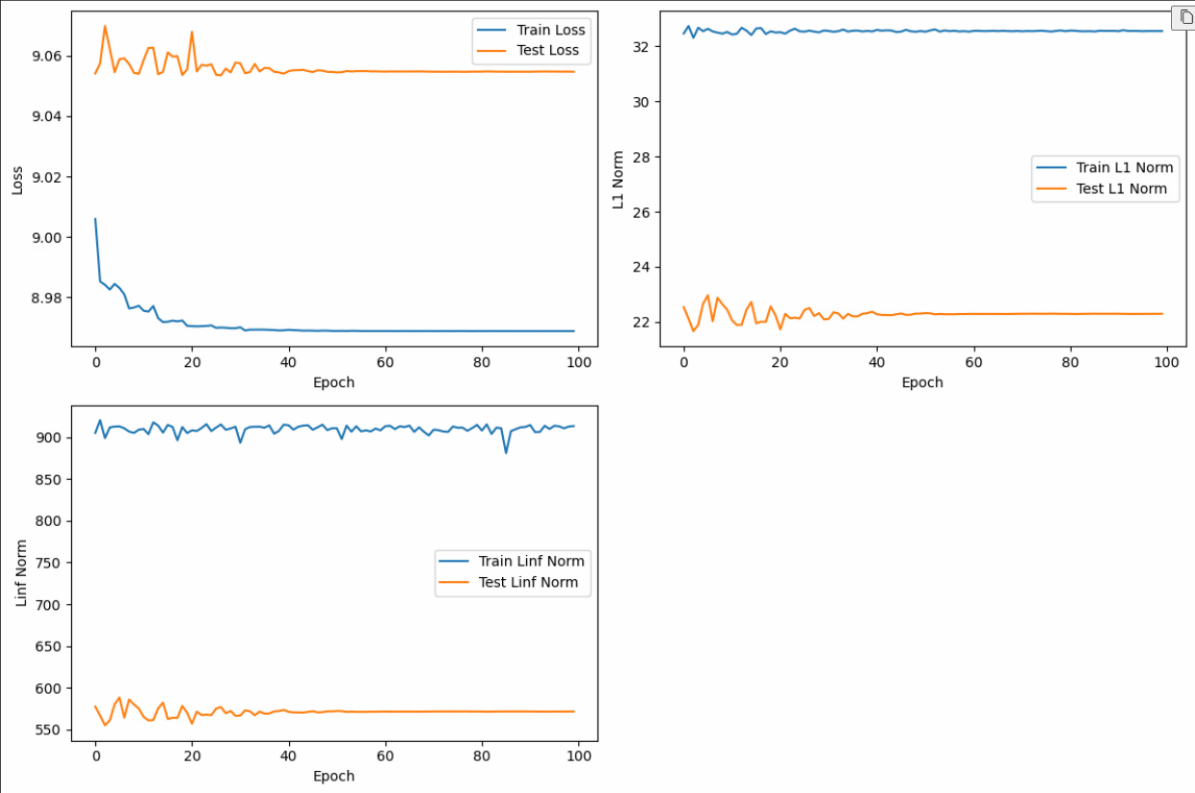 9.06
9.04
9.02
9.00
8.98
Loss
Train Loss
Test Loss
0 20 40 60 80 100
Epoch
32
30
28
26
24
22
L1 Norm
Train L1 Norm
Test L1 Norm
0 20 40 60 80 100
Epoch
900
850
800
750
700
650
600
550
Linf Norm
Train Linf Norm
Test Linf Norm
0 20 40 60 80 100
Epoch